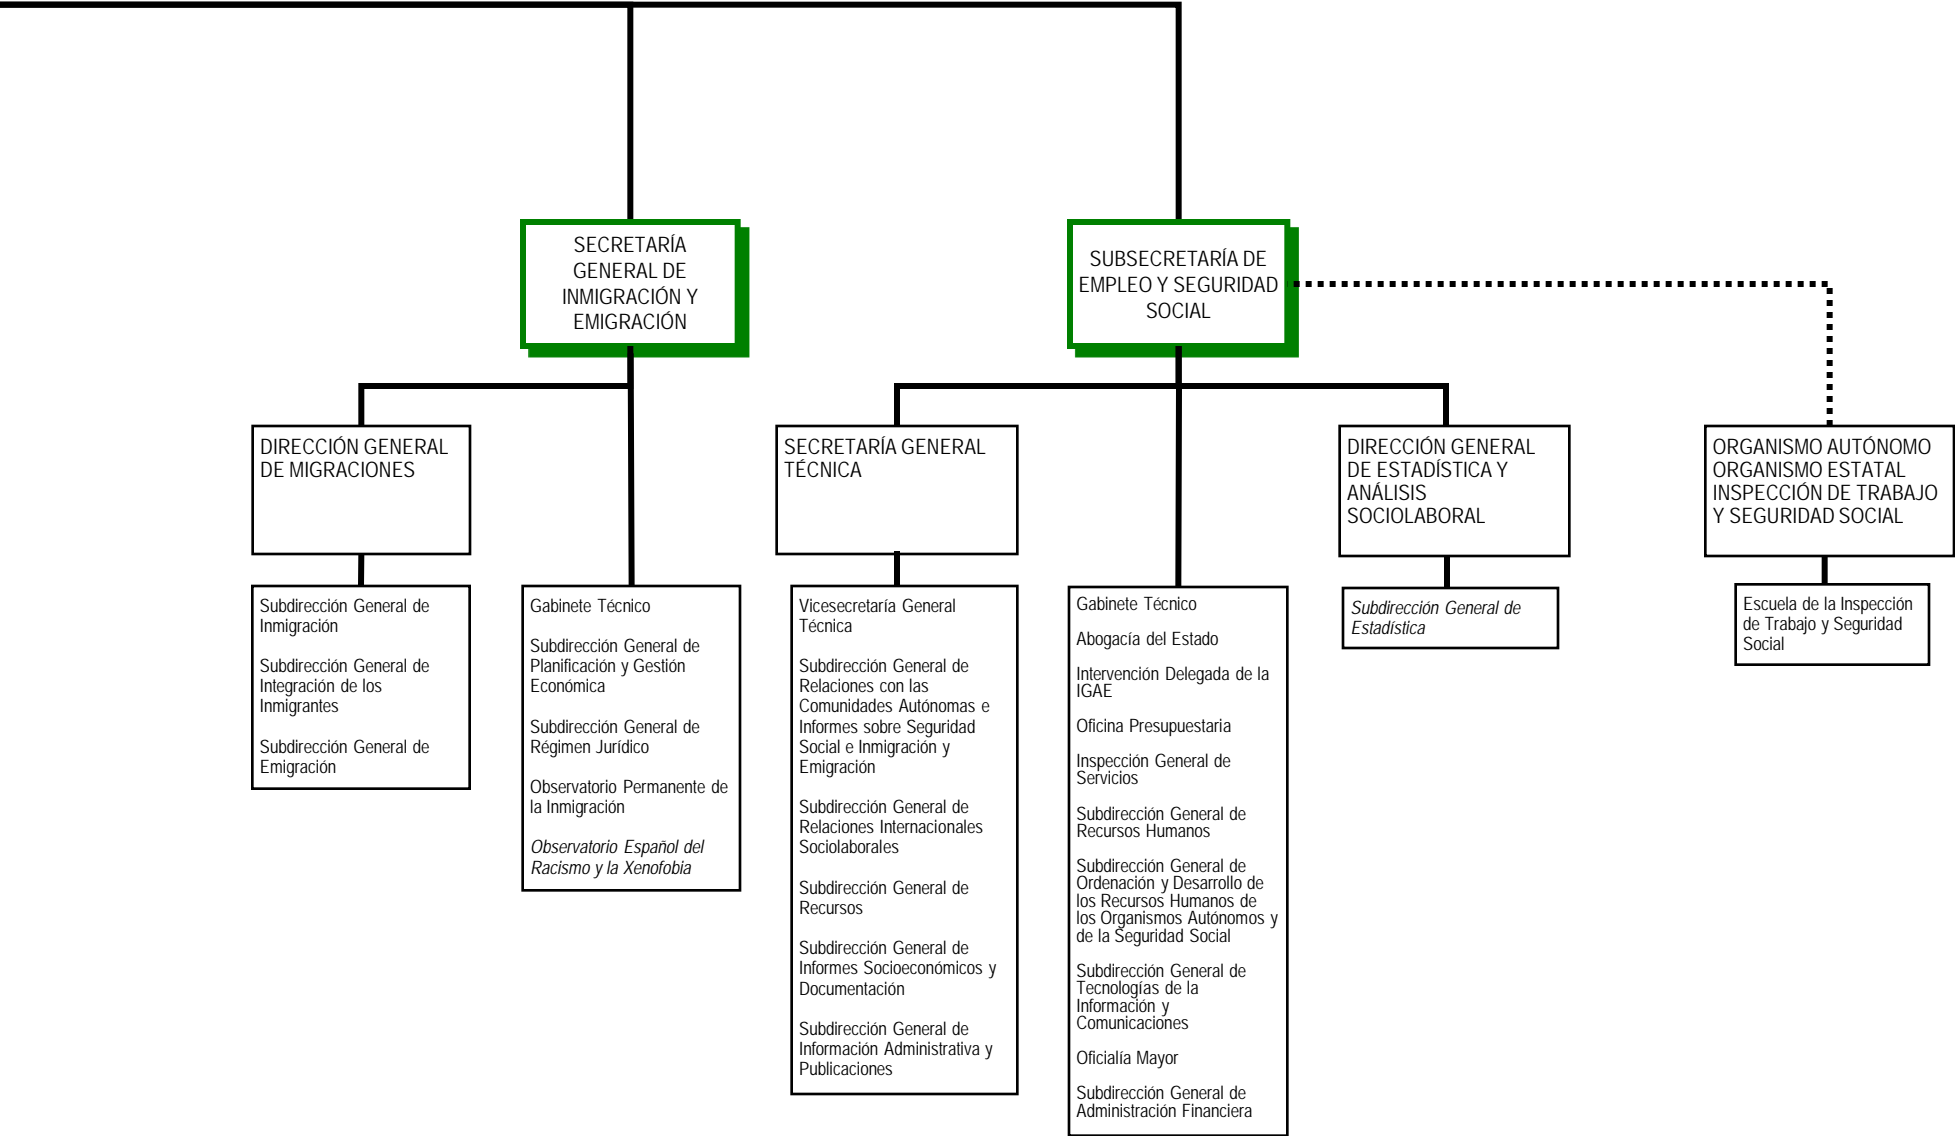 SECRETARÍA
GENERAL DE
INMIGRACIÓN Y
EMIGRACIÓN
SUBSECRETARÍA DE
EMPLEO Y SEGURIDAD
SOCIAL
DIRECCIÓN GENERAL
DE MIGRACIONES
SECRETARÍA GENERAL
TÉCNICA
DIRECCIÓN GENERAL
DE ESTADÍSTICA Y
ANÁLISIS
SOCIOLABORAL
ORGANISMO AUTÓNOMO
ORGANISMO ESTATAL
INSPECCIÓN DE TRABAJO
Y SEGURIDAD SOCIAL
Subdirección General de
Inmigración
Subdirección General de
Integración de los
Inmigrantes
Subdirección General de
Emigración
Gabinete Técnico
Subdirección General de
Planificación y Gestión
Económica
Subdirección General de
Régimen Jurídico
Observatorio Permanente de
la Inmigración
Observatorio Español del
Racismo y la Xenofobia
Vicesecretaría General
Técnica
Subdirección General de
Relaciones con las
Comunidades Autónomas e
Informes sobre Seguridad
Social e Inmigración y
Emigración
Subdirección General de
Relaciones Internacionales
Sociolaborales
Subdirección General de
Recursos
Subdirección General de
Informes Socioeconómicos y
Documentación
Subdirección General de
Información Administrativa y
Publicaciones
Gabinete Técnico
Abogacía del Estado
Intervención Delegada de la
IGAE
Oficina Presupuestaria
Inspección General de
Servicios
Subdirección General de
Recursos Humanos
Subdirección General de
Ordenación y Desarrollo de
los Recursos Humanos de
los Organismos Autónomos y
de la Seguridad Social
Subdirección General de
Tecnologías de la
Información y
Comunicaciones
Oficialía Mayor
Subdirección General de
Administración Financiera
Subdirección General de
Estadística
Escuela de la Inspección
de Trabajo y Seguridad
Social